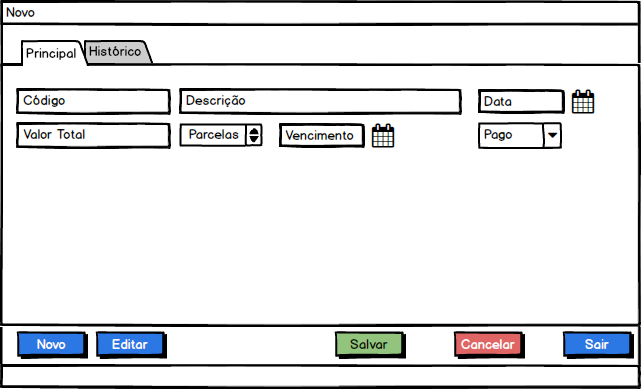 Novo
Principal Histórico
Código Descrição Data
Valor Total Parcelas Vencimento Pago
Novo Editar Salvar Cancelar Sair